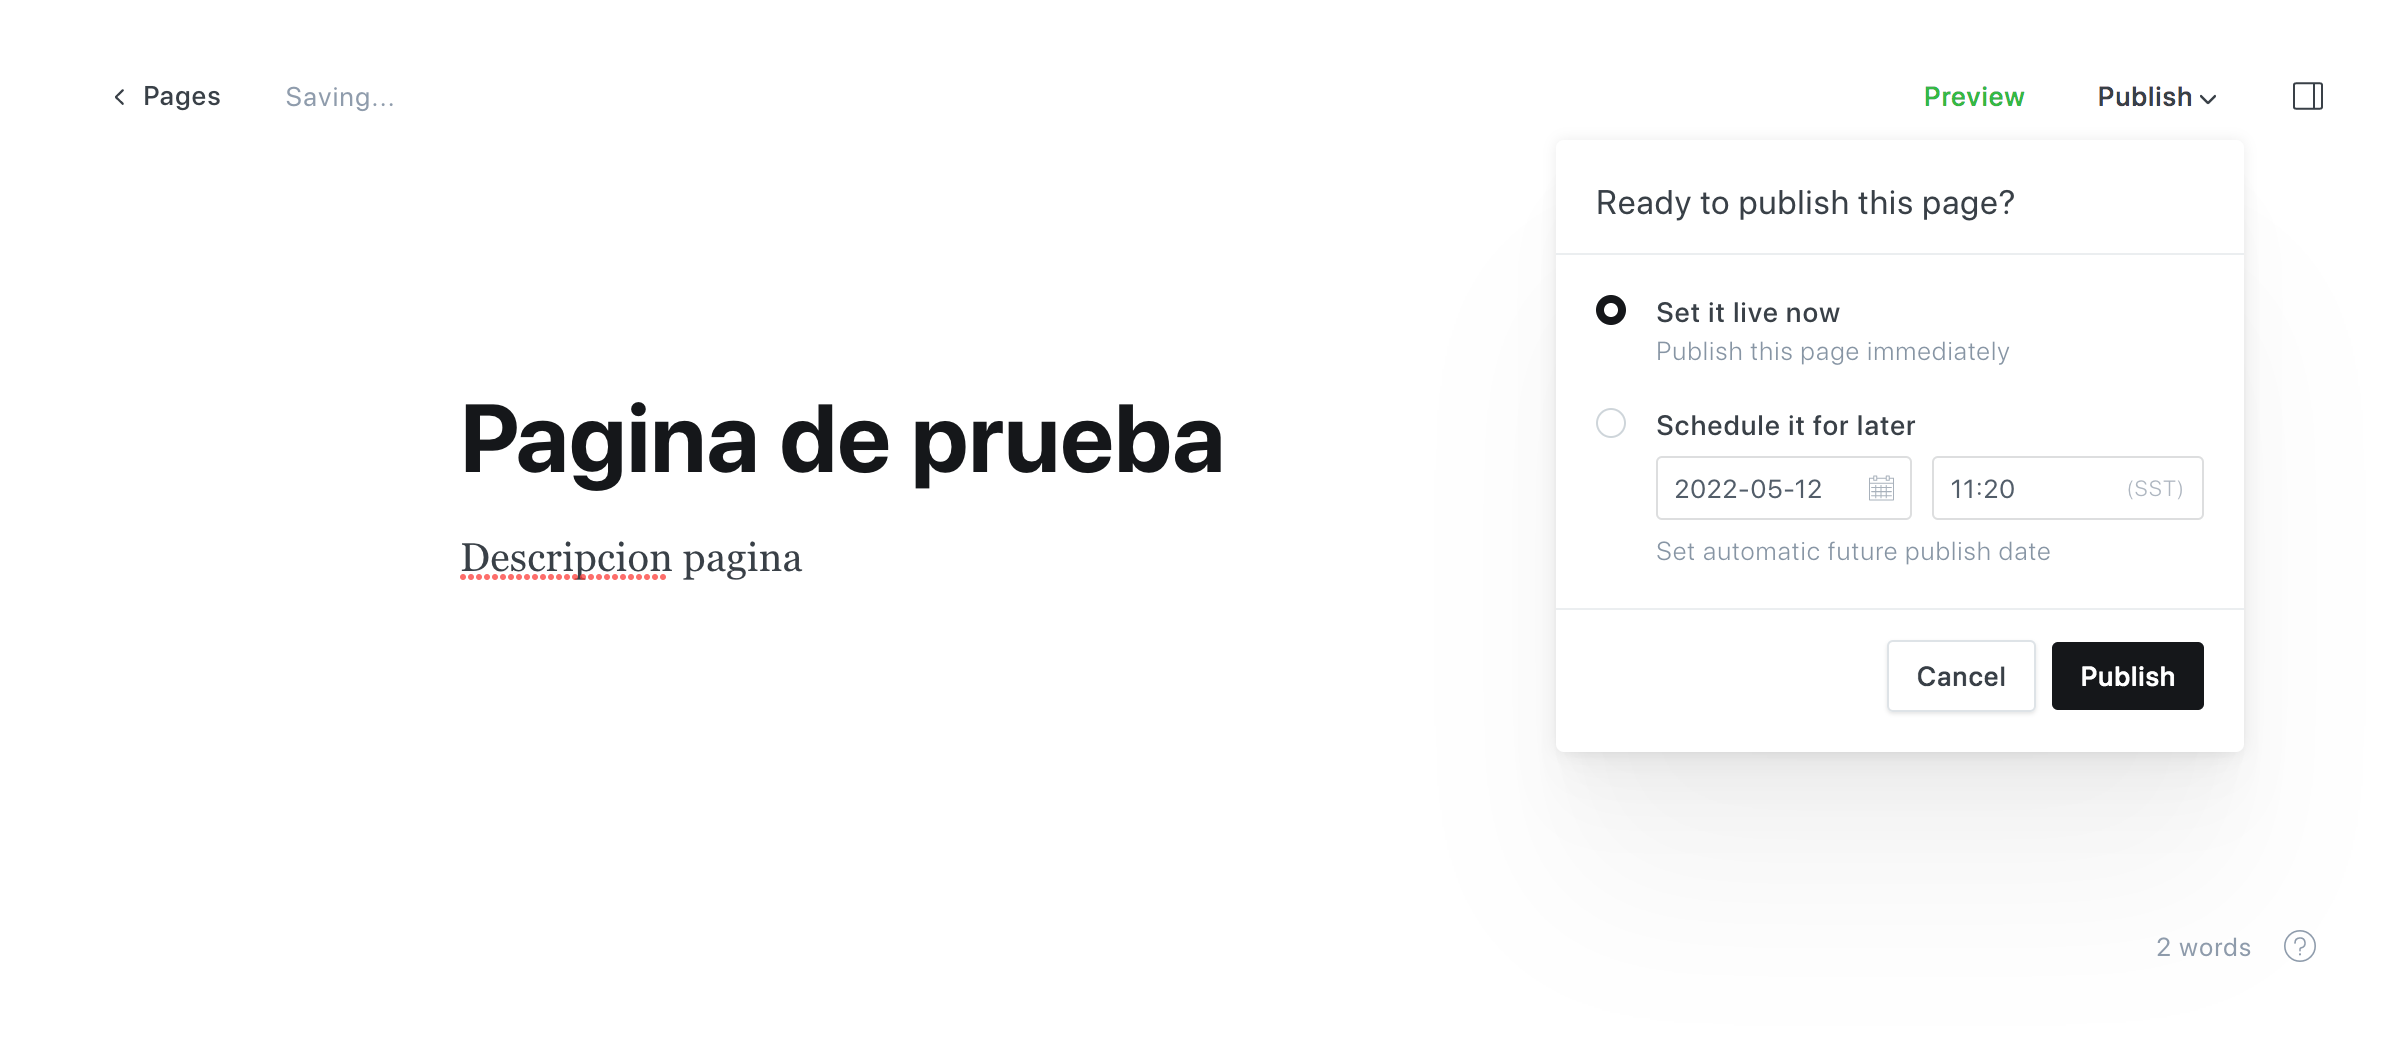 Pages
Saving...
Preview
Publish
Ready to publish this page?
Set it live now
Publish this page immediately
Schedule it for later
2022-05-12
11:20 (SST)
Set automatic future publish date
Cancel
Publish
Pagina de prueba
Descripcion pagina
2 words
?